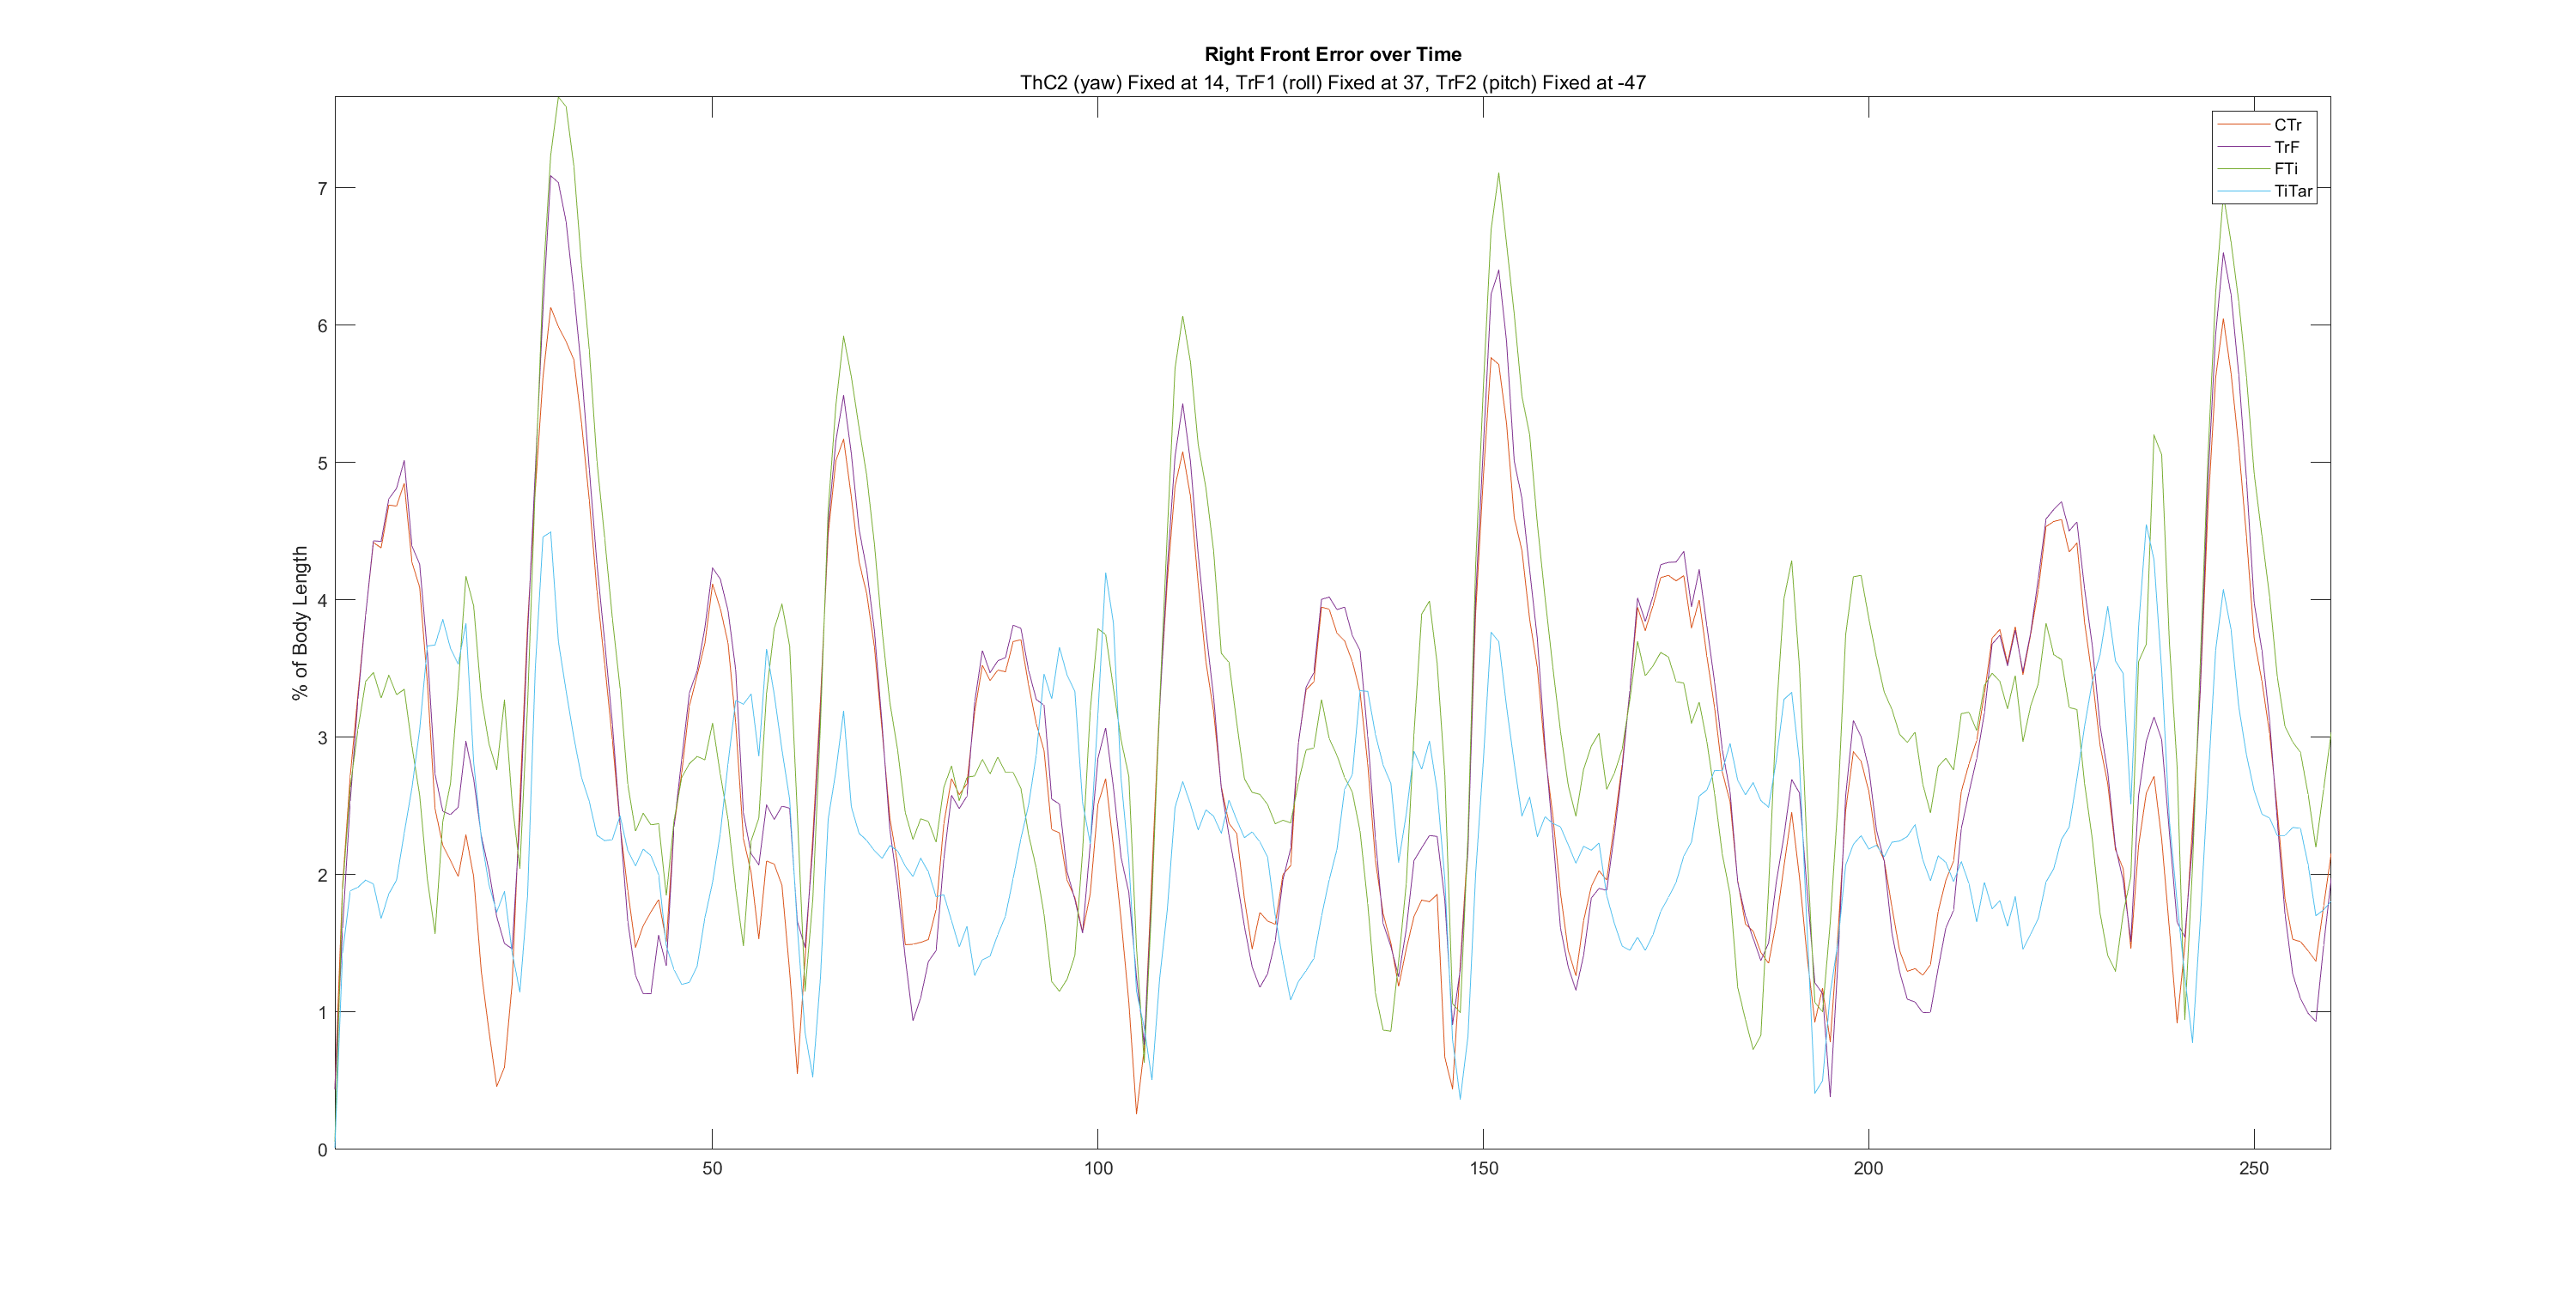 Right Front Error over Time
ThC2 (yaw) Fixed at 14, TrF1 (roll) Fixed at 37, TrF2 (pitch) Fixed at -47
CTr
TrF
FTi
TiTar
% of Body Length
7
6
5
4
3
2
1
0
50
100
150
200
250